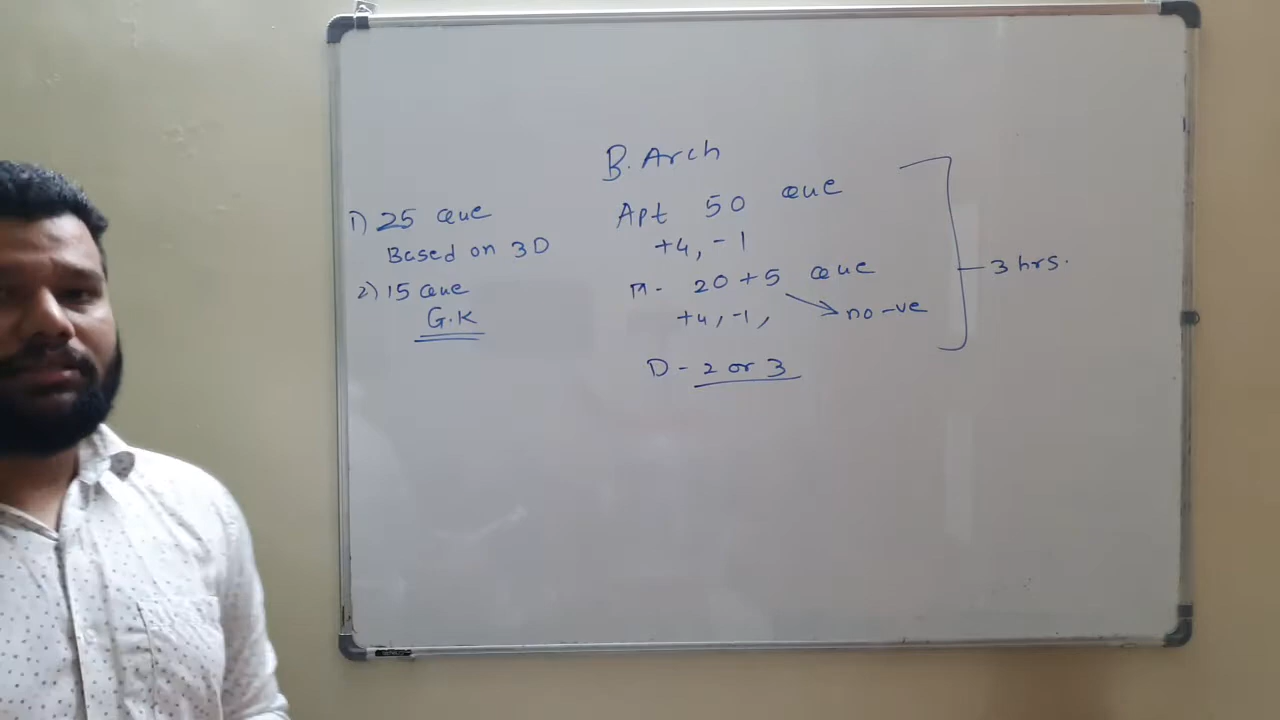 B. Arch
1) 25 que
Based on 3D
2) 15 que
G.K
Apt 50 que
+4, -1
M - 20 + 5 que
+4, -1,
no -ve
D - 2 or 3
3 hrs.